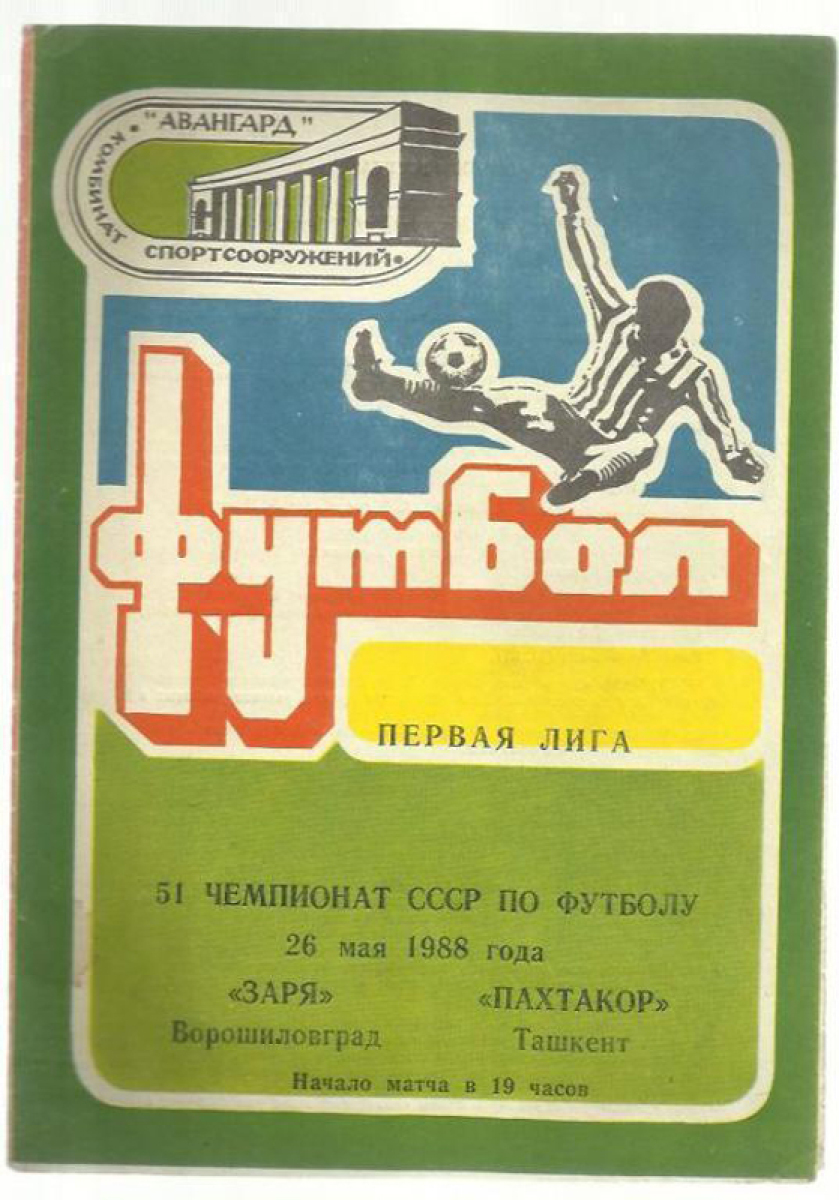 "АВАНГАРД"
КОМБИНАТ
СПОРТСООРУЖЕНИЙ
футбол
ПЕРВАЯ ЛИГА
51 ЧЕМПИОНАТ СССР ПО ФУТБОЛУ
26 мая 1988 года
«ЗАРЯ» «ПАХТАКОР»
Ворошиловград Ташкент
Начало матча в 19 часов